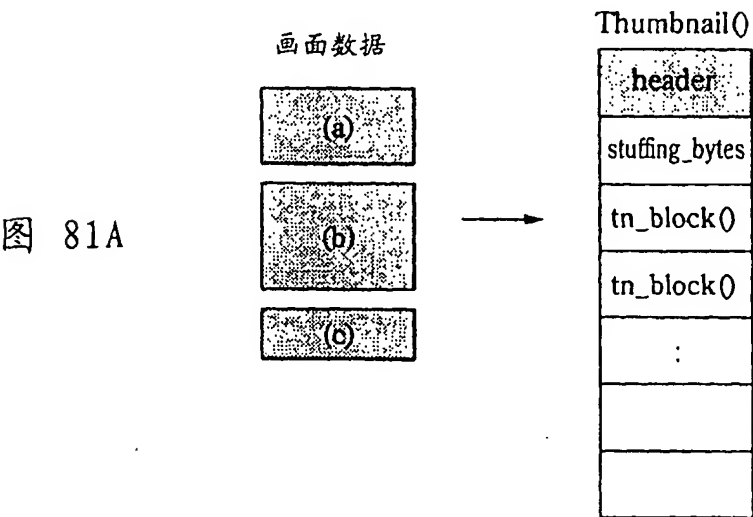 画面数据
(a)
(b)
(c)
图 81A
Thumbnail()
header
stuffing_bytes
tn_block()
tn_block()
: